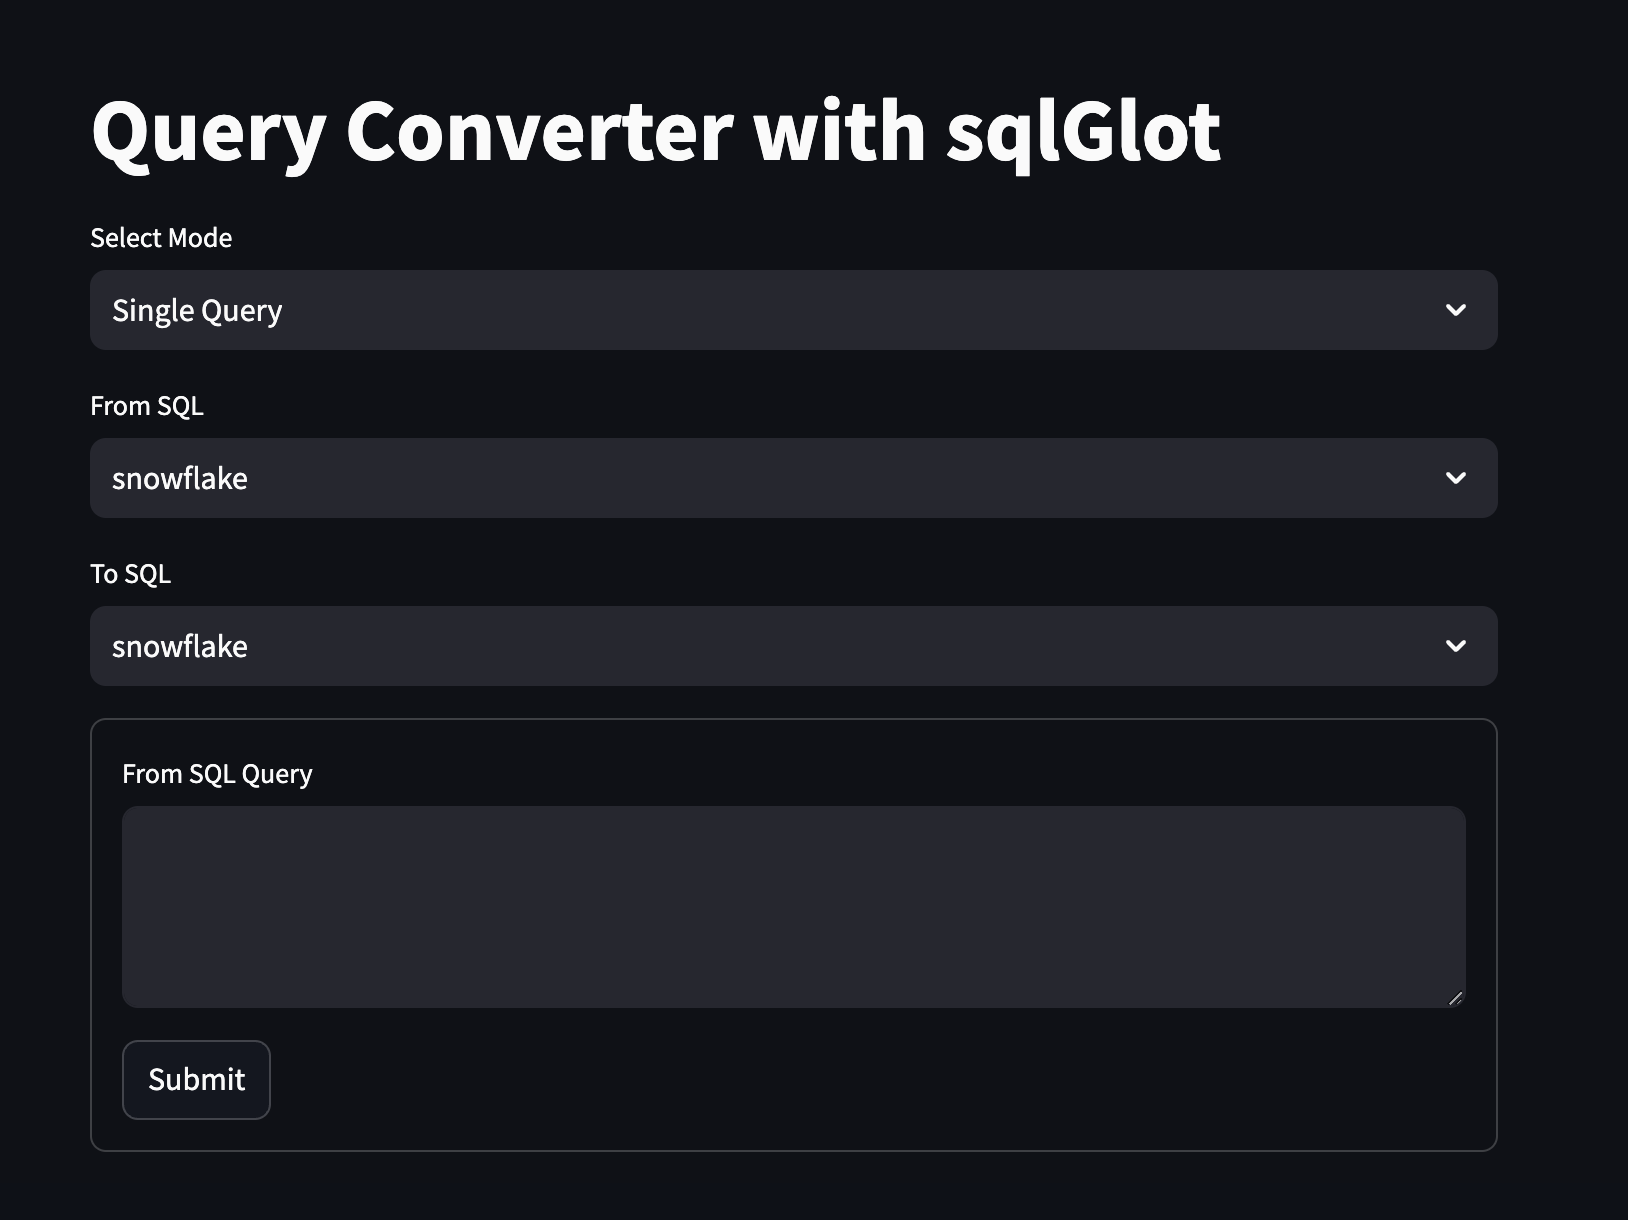 Query Converter with sqlGlot
Select Mode
Single Query
From SQL
snowflake
To SQL
snowflake
From SQL Query
Submit